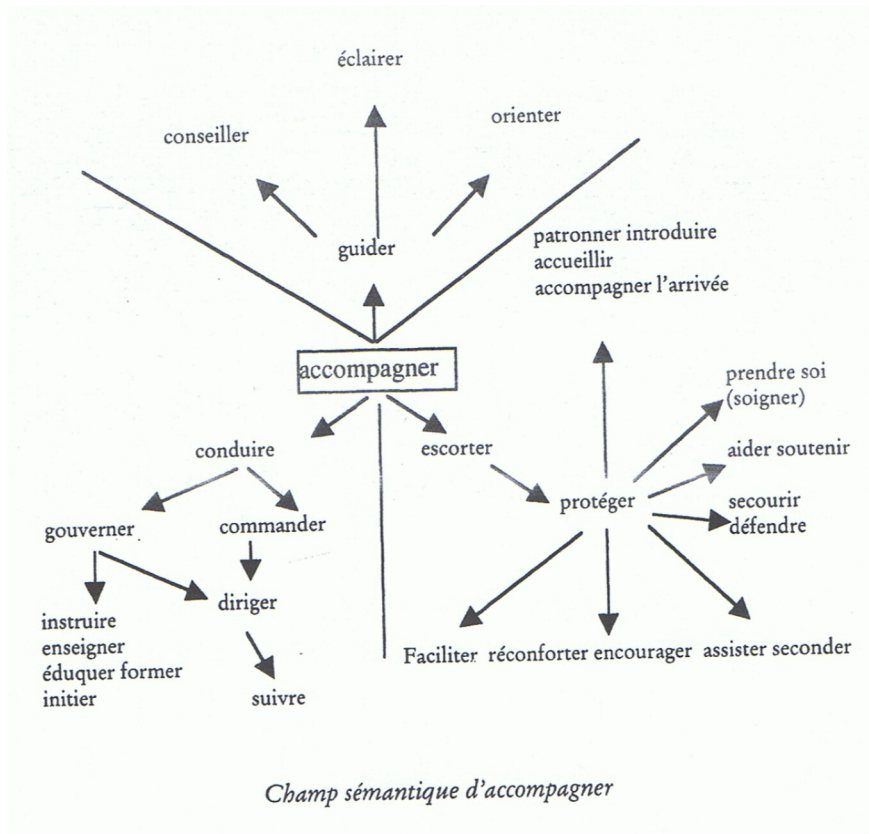 éclairer
conseiller
orienter
guider
patronner introduire
accueillir
accompagner l'arrivée
accompagner
prendre soi
(soigner)
conduire
escorter
aider soutenir
protéger
secourir
défendre
gouverner
commander
diriger
instruire
enseigner
éduquer former
initier
suivre
Faciliter réconforter encourager assister seconder
Champ sémantique d'accompagner